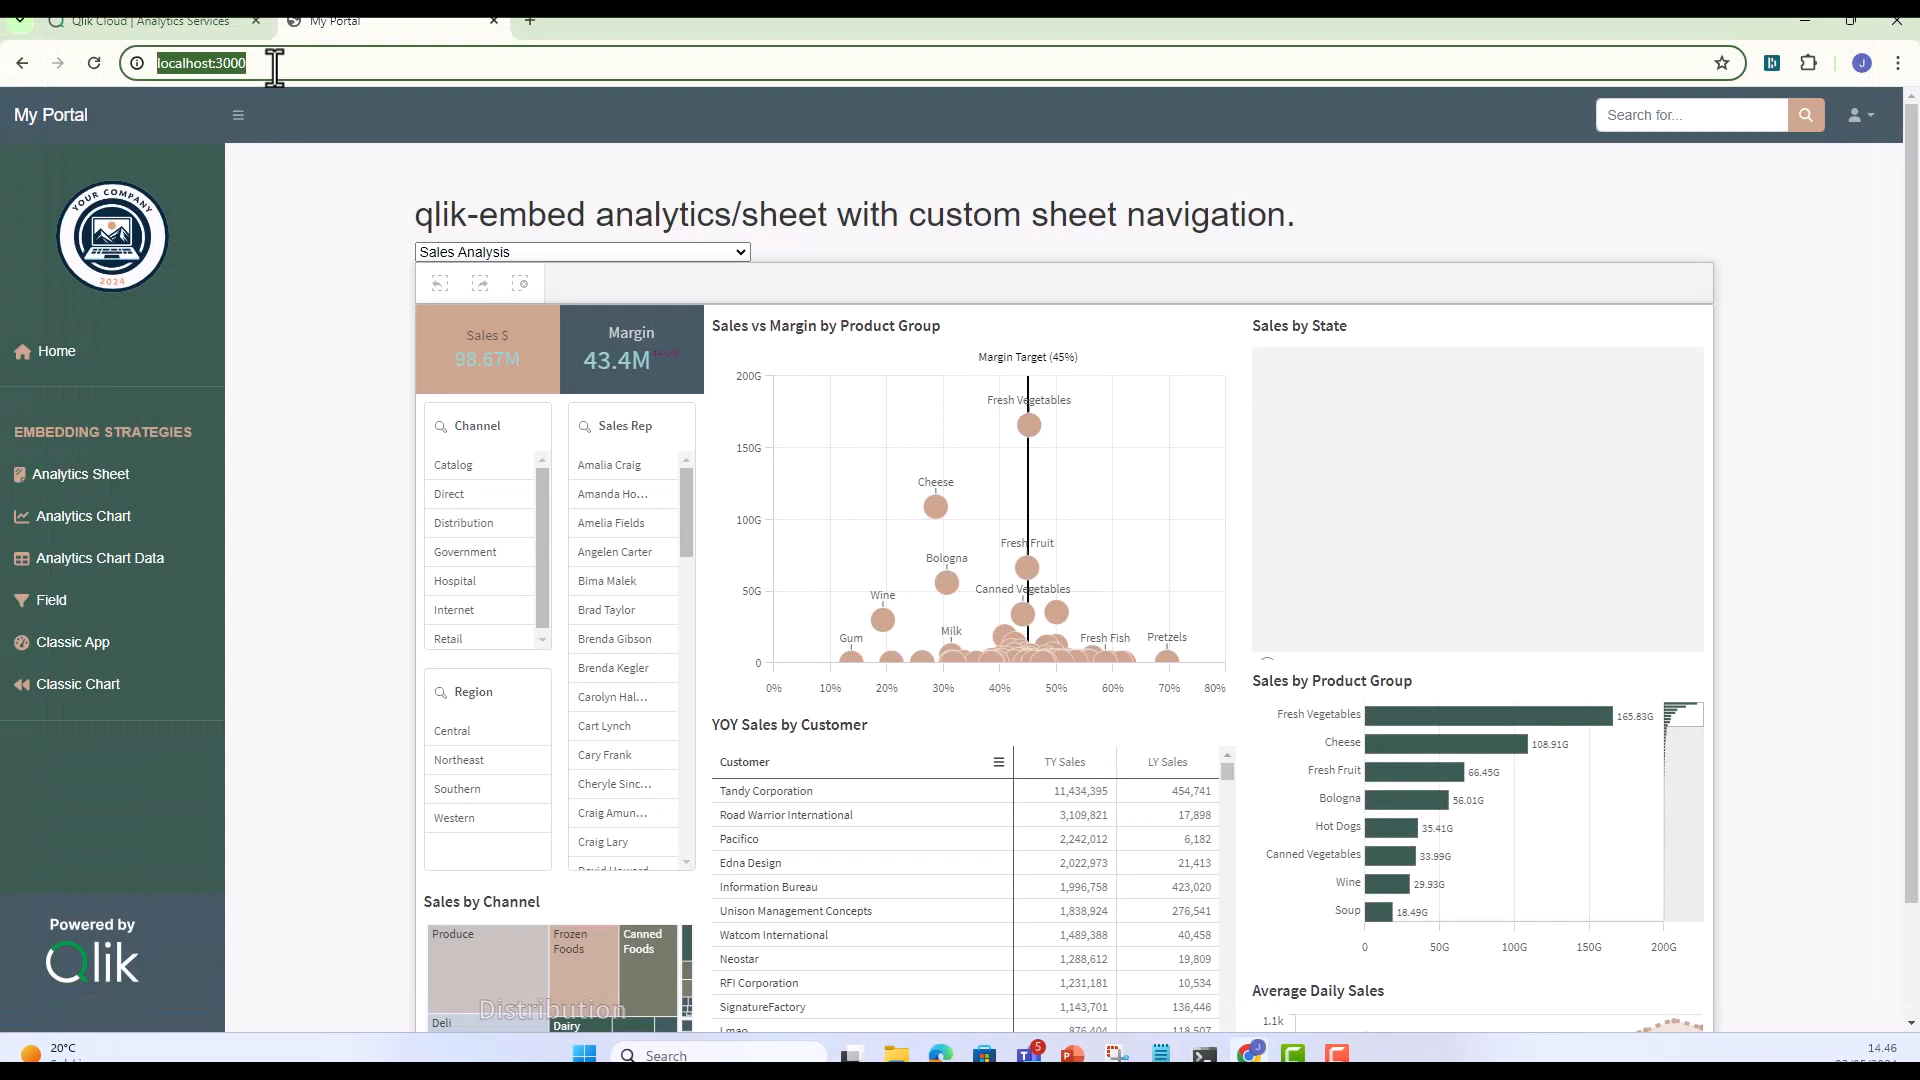 Qlik Cloud | Analytics Services
My Portal
localhost:3000
My Portal
Search for...
YOUR COMPANY
2024
Home
EMBEDDING STRATEGIES
Analytics Sheet
Analytics Chart
Analytics Chart Data
Field
Classic App
Classic Chart
Powered by
Qlik
qlik-embed analytics/sheet with custom sheet navigation.
Sales Analysis
Sales $
98.67M
Margin
43.4M
Channel
Catalog
Direct
Distribution
Government
Hospital
Internet
Retail
Region
Central
Northeast
Southern
Western
Sales Rep
Amalia Craig
Amanda Ho...
Amelia Fields
Angelen Carter
Bima Malek
Brad Taylor
Brenda Gibson
Brenda Kegler
Carolyn Hal...
Cart Lynch
Cary Frank
Cheryle Sinc...
Craig Amun...
Craig Lary
Sales by Channel
Produce
Frozen
Foods
Canned
Foods
Distribution
Deli
Dairy
Sales vs Margin by Product Group
Margin Target (45%)
200G
Fresh Vegetables
150G
Cheese
100G
Fresh Fruit
Bologna
50G
Canned Vegetables
Wine
Gum
Milk
Fresh Fish
Pretzels
0
0% 10% 20% 30% 40% 50% 60% 70% 80%
YOY Sales by Customer
Customer TY Sales LY Sales
Tandy Corporation 11,434,395 454,741
Road Warrior International 3,109,821 17,898
Pacifico 2,242,012 6,182
Edna Design 2,022,973 21,413
Information Bureau 1,996,758 423,020
Unison Management Concepts 1,838,924 276,541
Watcom International 1,489,388 40,458
Neostar 1,288,612 19,809
RFI Corporation 1,231,181 10,534
SignatureFactory 1,143,701 136,446
Lmao 876,404 118,507
Sales by State
Sales by Product Group
Fresh Vegetables 165.83G
Cheese 108.91G
Fresh Fruit 66.45G
Bologna 56.01G
Hot Dogs 35.41G
Canned Vegetables 33.99G
Wine 29.93G
Soup 18.49G
0 50G 100G 150G 200G
Average Daily Sales
1.1k
20°C
Search
5
14.46